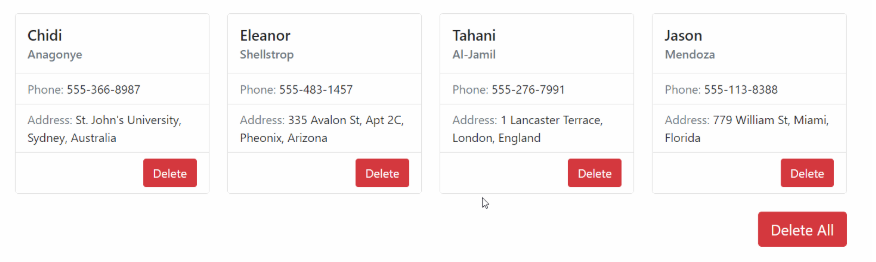 Chidi
Anagonye
Phone: 555-366-8987
Address: St. John's University,
Sydney, Australia
Delete
Eleanor
Shellstrop
Phone: 555-483-1457
Address: 335 Avalon St, Apt 2C,
Pheonix, Arizona
Delete
Tahani
Al-Jamil
Phone: 555-276-7991
Address: 1 Lancaster Terrace,
London, England
Delete
Jason
Mendoza
Phone: 555-113-8388
Address: 779 William St, Miami,
Florida
Delete
Delete All